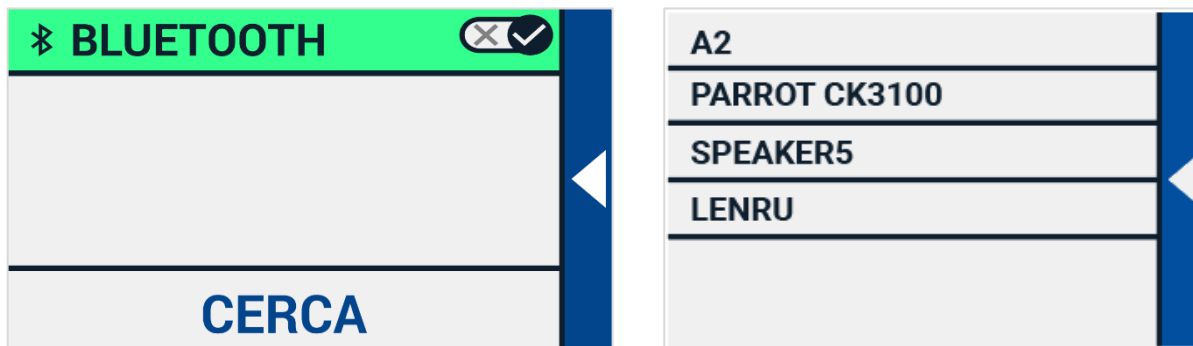 BLUETOOTH
CERCA
A2
PARROT CK3100
SPEAKER5
LENRU